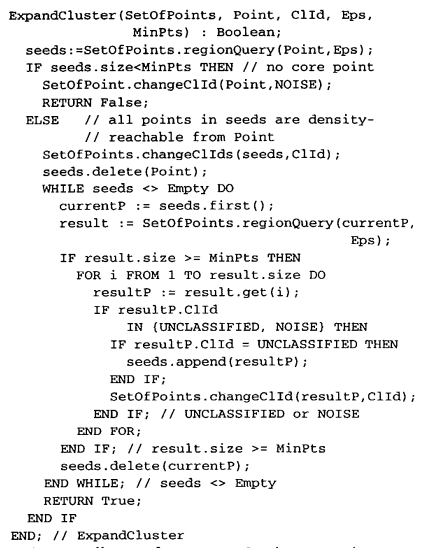 ExpandCluster(SetOfPoints, Point, ClId, Eps,
MinPts) : Boolean;
seeds:=SetOfPoints.regionQuery(Point,Eps);
IF seeds.size<MinPts THEN // no core point
SetOfPoint.changeClId(Point,NOISE);
RETURN False;
ELSE // all points in seeds are density-
// reachable from Point
SetOfPoints.changeClIds(seeds,ClId);
seeds.delete(Point);
WHILE seeds <> Empty DO
currentP := seeds.first();
result := SetOfPoints.regionQuery(currentP,
Eps);
IF result.size >= MinPts THEN
FOR i FROM 1 TO result.size DO
resultP := result.get(i);
IF resultP.ClId
IN {UNCLASSIFIED, NOISE} THEN
IF resultP.ClId = UNCLASSIFIED THEN
seeds.append(resultP);
END IF;
SetOfPoints.changeClId(resultP,ClId);
END IF; // UNCLASSIFIED or NOISE
END FOR;
END IF; // result.size >= MinPts
seeds.delete(currentP);
END WHILE; // seeds <> Empty
RETURN True;
END IF
END; // ExpandCluster